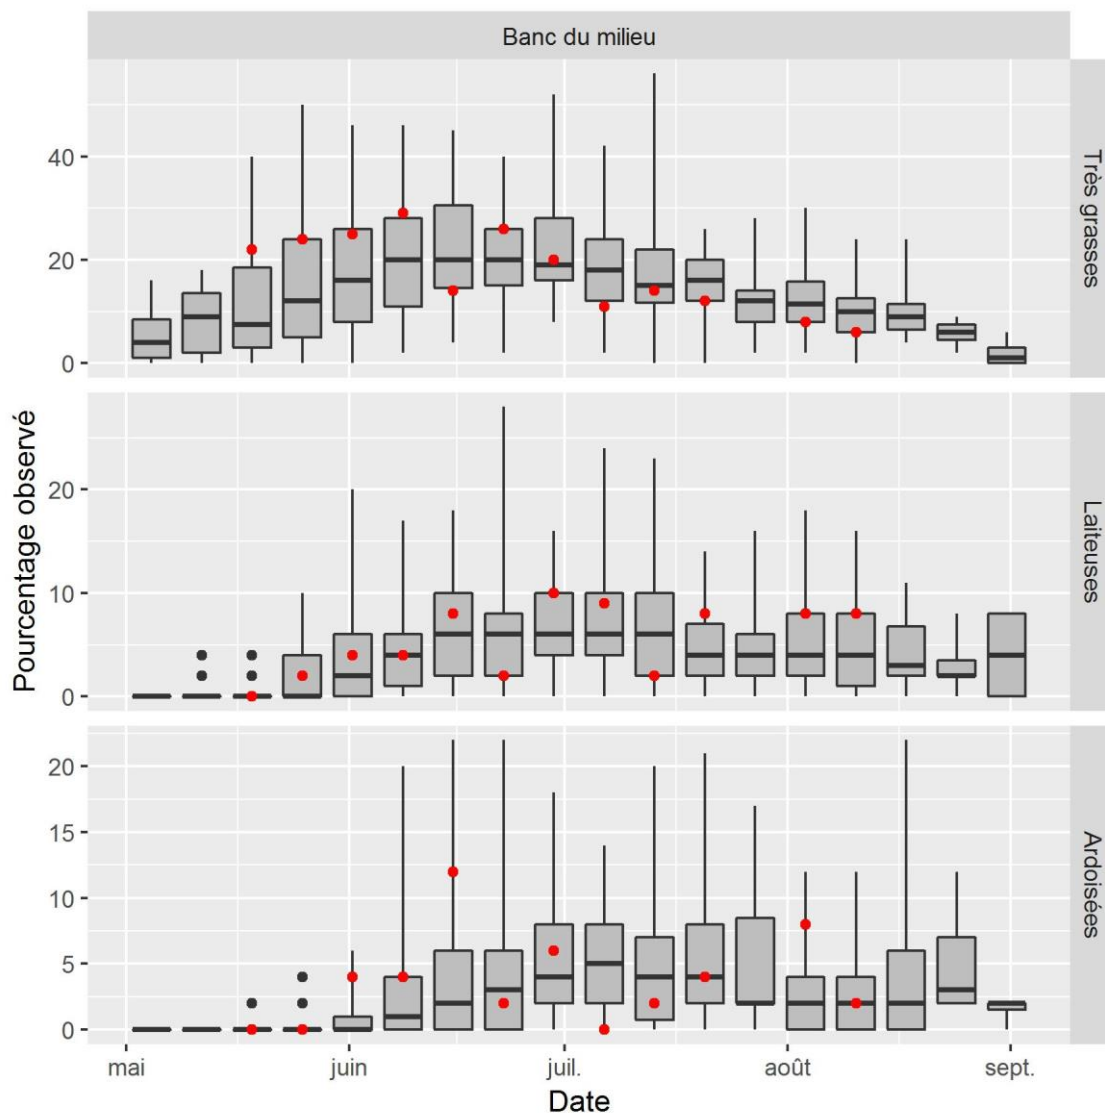 Banc du milieu
Pourcentage observé
40
20
0
Très grasses
20
10
0
Laiteuses
20
15
10
5
0
Ardoisées
mai juin juil. août sept.
Date